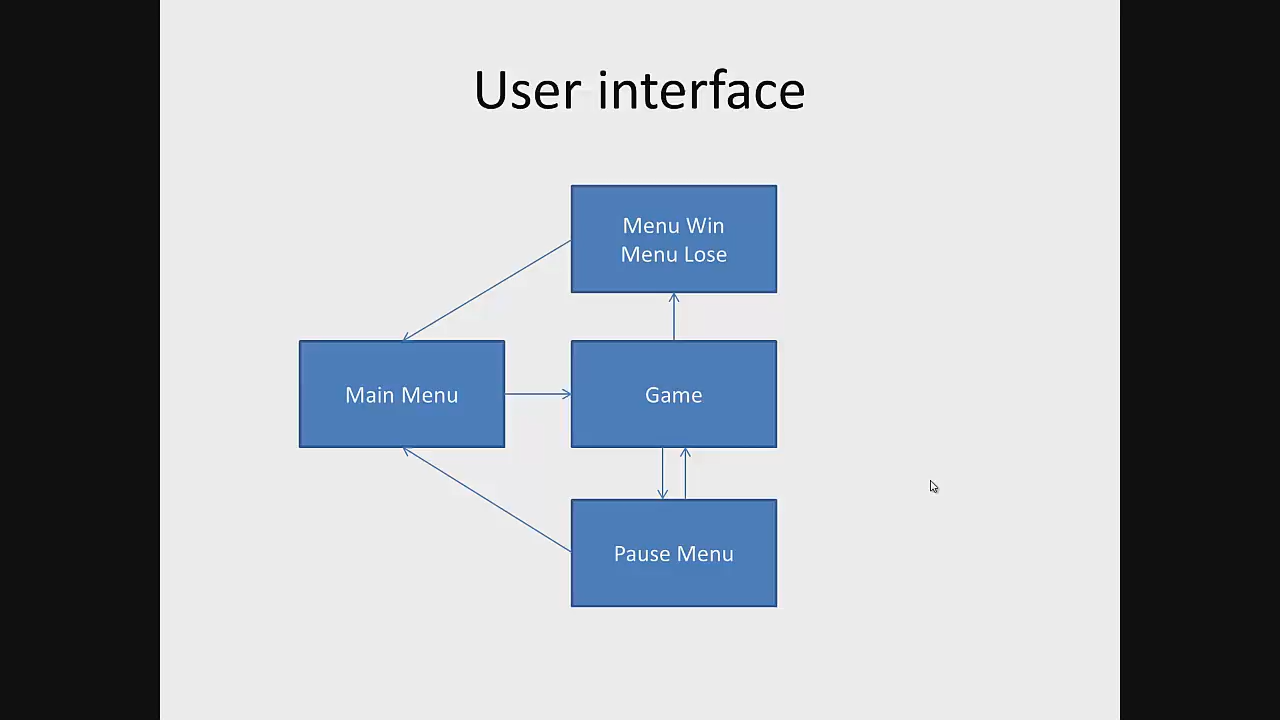 User interface
Menu Win
Menu Lose
Main Menu
Game
Pause Menu